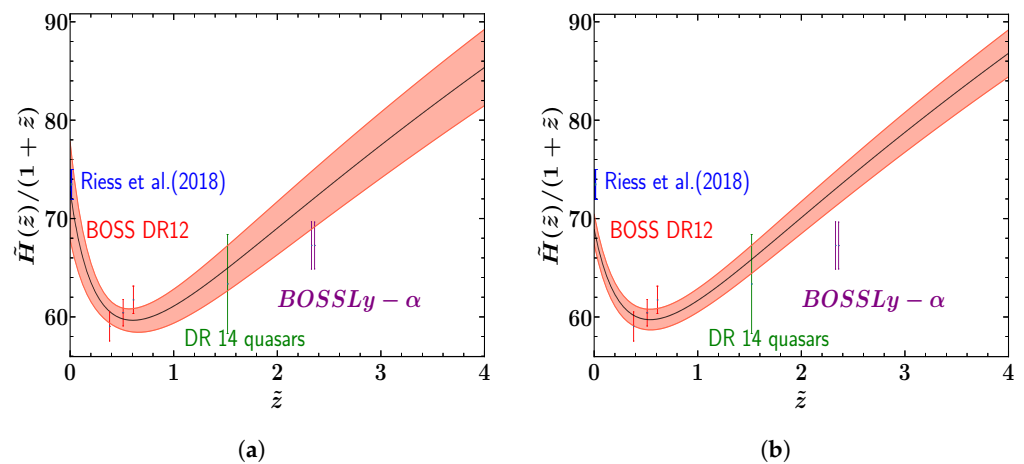 90
80
70
60
H̃(z̃)/(1 + z̃)
Riess et al.(2018)
BOSS DR12
BOSSLy − α
DR 14 quasars
0 1 2 3 4
z̃
(a)
90
80
70
60
H̃(z̃)/(1 + z̃)
Riess et al.(2018)
BOSS DR12
BOSSLy − α
DR 14 quasars
0 1 2 3 4
z̃
(b)